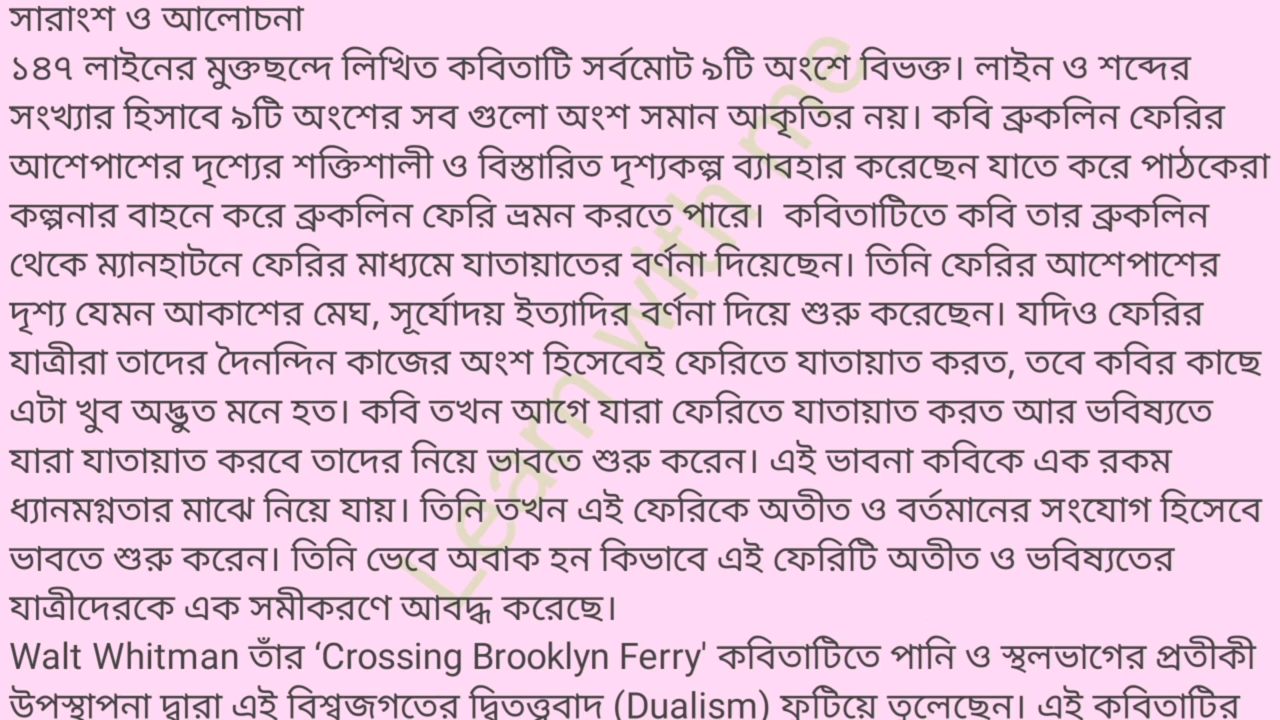 সারাংশ ও আলোচনা
১৪৭ লাইনের মুক্তছন্দে লিখিত কবিতাটি সর্বমোট ৯টি অংশে বিভক্ত। লাইন ও শব্দের
সংখ্যার হিসাবে ৯টি অংশের সব গুলো অংশ সমান আকৃতির নয়। কবি ব্রুকলিন ফেরির
আশেপাশের দৃশ্যের শক্তিশালী ও বিস্তারিত দৃশ্যকল্প ব্যাবহার করেছেন যাতে করে পাঠকেরা
কল্পনার বাহনে করে ব্রুকলিন ফেরি ভ্রমন করতে পারে। কবিতাটিতে কবি তার ব্রুকলিন
থেকে ম্যানহাটনে ফেরির মাধ্যমে যাতায়াতের বর্ণনা দিয়েছেন। তিনি ফেরির আশেপাশের
দৃশ্য যেমন আকাশের মেঘ, সূর্যোদয় ইত্যাদির বর্ণনা দিয়ে শুরু করেছেন। যদিও ফেরির
যাত্রীরা তাদের দৈনন্দিন কাজের অংশ হিসেবেই ফেরিতে যাতায়াত করত, তবে কবির কাছে
এটা খুব অদ্ভুত মনে হত। কবি তখন আগে যারা ফেরিতে যাতায়াত করত আর ভবিষ্যতে
যারা যাতায়াত করবে তাদের নিয়ে ভাবতে শুরু করেন। এই ভাবনা কবিকে এক রকম
ধ্যানমগ্নতার মাঝে নিয়ে যায়। তিনি তখন এই ফেরিকে অতীত ও বর্তমানের সংযোগ হিসেবে
ভাবতে শুরু করেন। তিনি ভেবে অবাক হন কিভাবে এই ফেরিটি অতীত ও ভবিষ্যতের
যাত্রীদেরকে এক সমীকরণে আবদ্ধ করেছে।
Walt Whitman তাঁর ‘Crossing Brooklyn Ferry' কবিতাটিতে পানি ও স্থলভাগের প্রতীকী
উপস্থাপনা দ্বারা এই বিশ্বজগতের দ্বিতত্ত্ববাদ (Dualism) ফুটিয়ে তুলেছেন। এই কবিতাটির
Learn with me